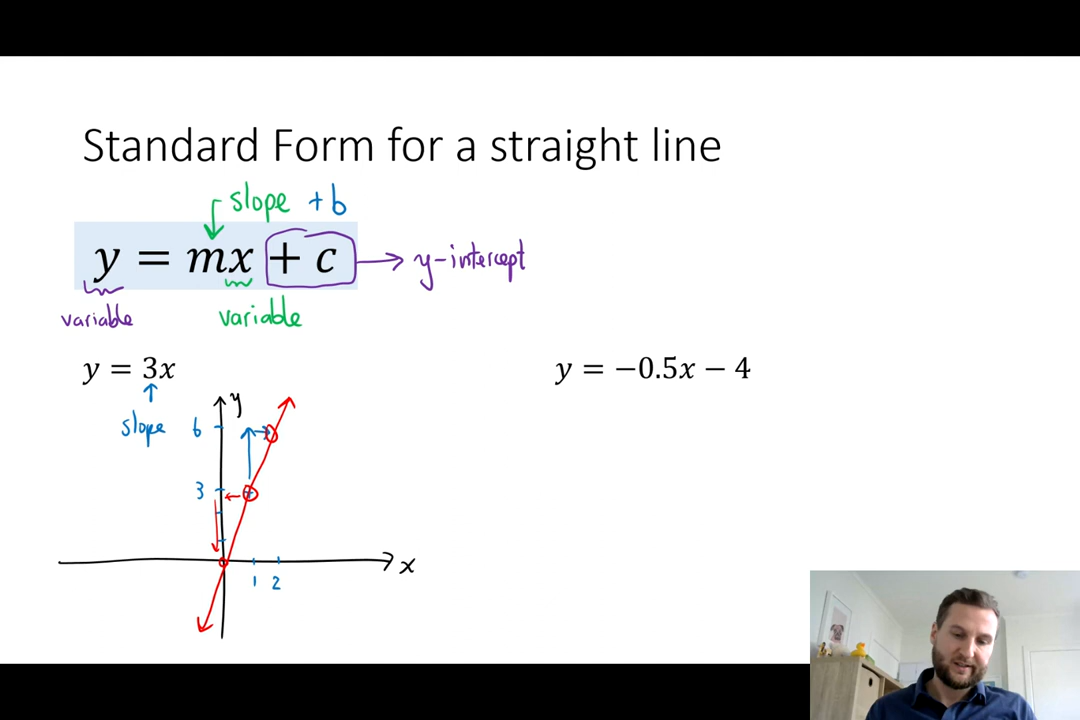 Standard Form for a straight line
slope + b
y = mx + c → y-intercept
variable variable
y = 3x
y = −0.5x − 4
slope
y
6
3
x
1 2